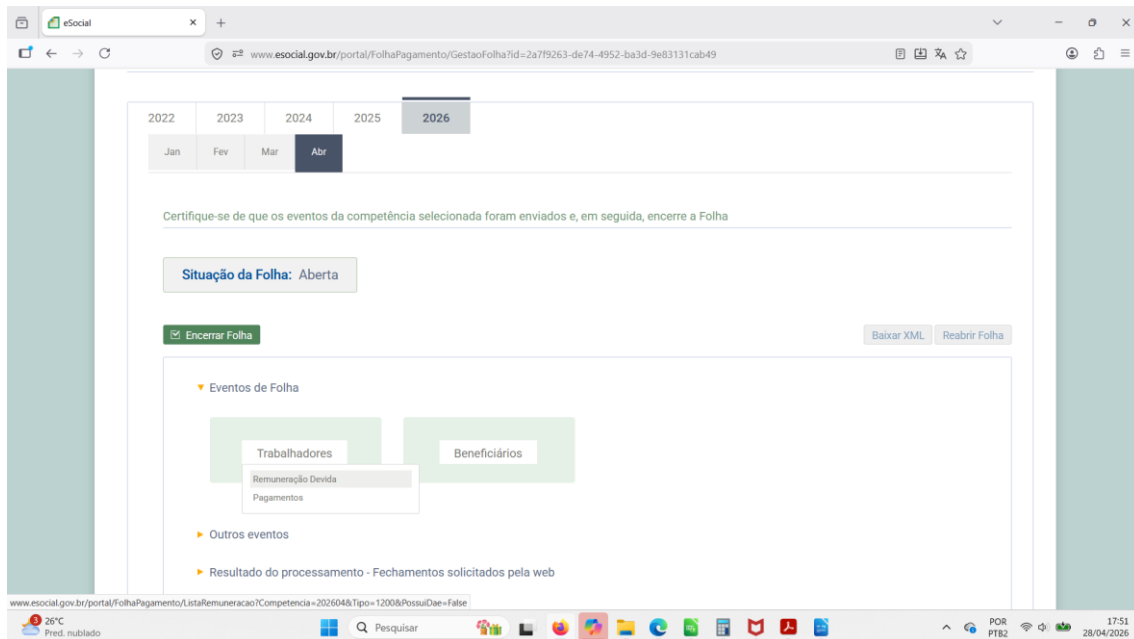 eSocial
www.esocial.gov.br/portal/FolhaPagamento/GestaoFolha?id=2a7f9263-de74-4952-ba3d-9e83131cab49
2022 2023 2024 2025 2026
Jan Fev Mar Abr
Certifique-se de que os eventos da competência selecionada foram enviados e, em seguida, encerre a Folha
Situação da Folha: Aberta
Encerrar Folha Baixar XML Reabrir Folha
Eventos de Folha
Trabalhadores Beneficiários
Remuneração Devida
Pagamentos
Outros eventos
Resultado do processamento - Fechamentos solicitados pela web
www.esocial.gov.br/portal/FolhaPagamento/ListaRemuneracao?Competencia=202604&Tipo=1200&PossuiDae=False
3 26°C
Pred. nublado
Pesquisar
POR
PTB2
17:51
28/04/2026